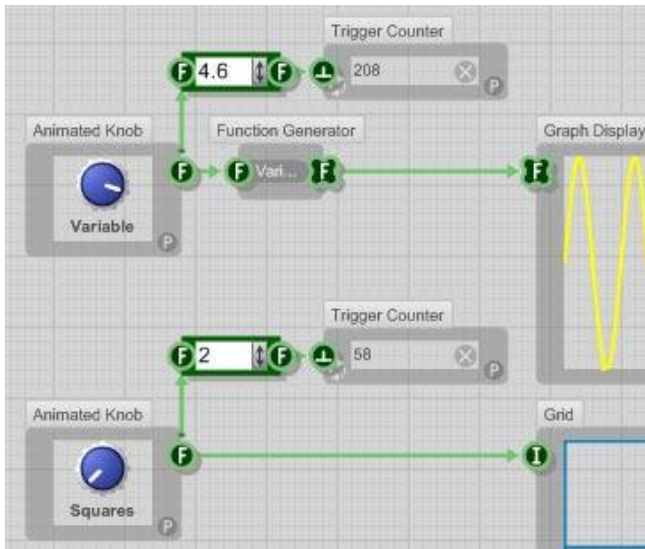 Trigger Counter
F 4.6 F 208
P
Animated Knob Function Generator Graph Display
F F Vari... F F
Variable
P
Trigger Counter
F 2 F 58
P
Animated Knob Grid
F I
Squares
P